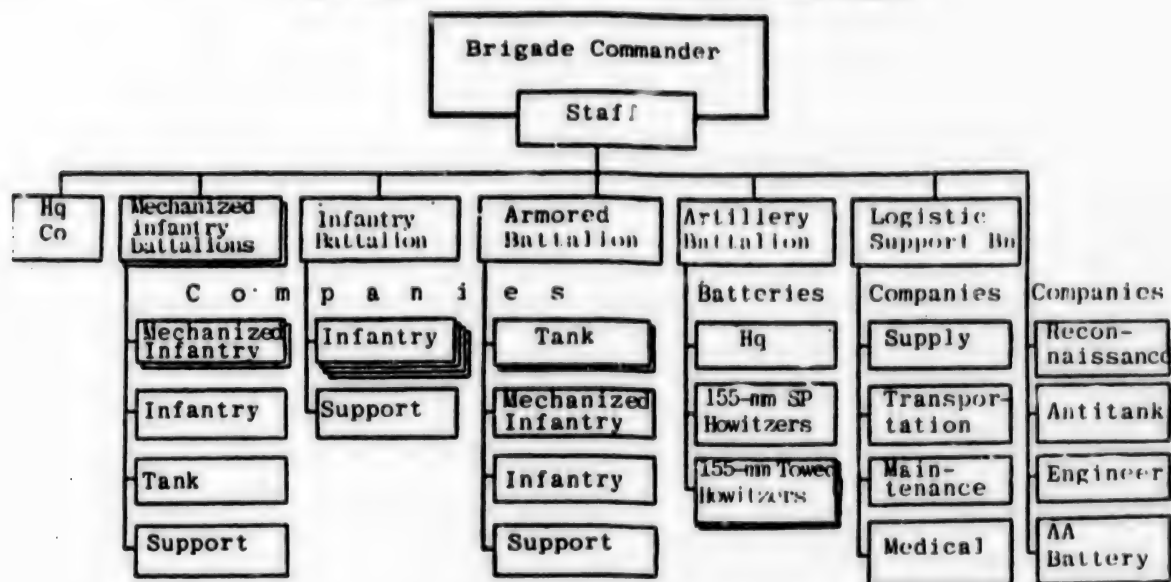 Brigade Commander
Staff
Hq
Co
Mechanized
infantry
battalions
Infantry
Battalion
Armored
Battalion
Artillery
Battalion
Logistic
Support Bn
Companies
Batteries
Companies
Companies
Mechanized
Infantry
Infantry
Tank
Support
Infantry
Support
Tank
Mechanized
Infantry
Infantry
Support
Hq
155-mm SP
Howitzers
155-mm Towed
Howitzers
Supply
Transpor-
tation
Main-
tenance
Medical
Recon-
naissance
Antitank
Engineer
AA
Battery